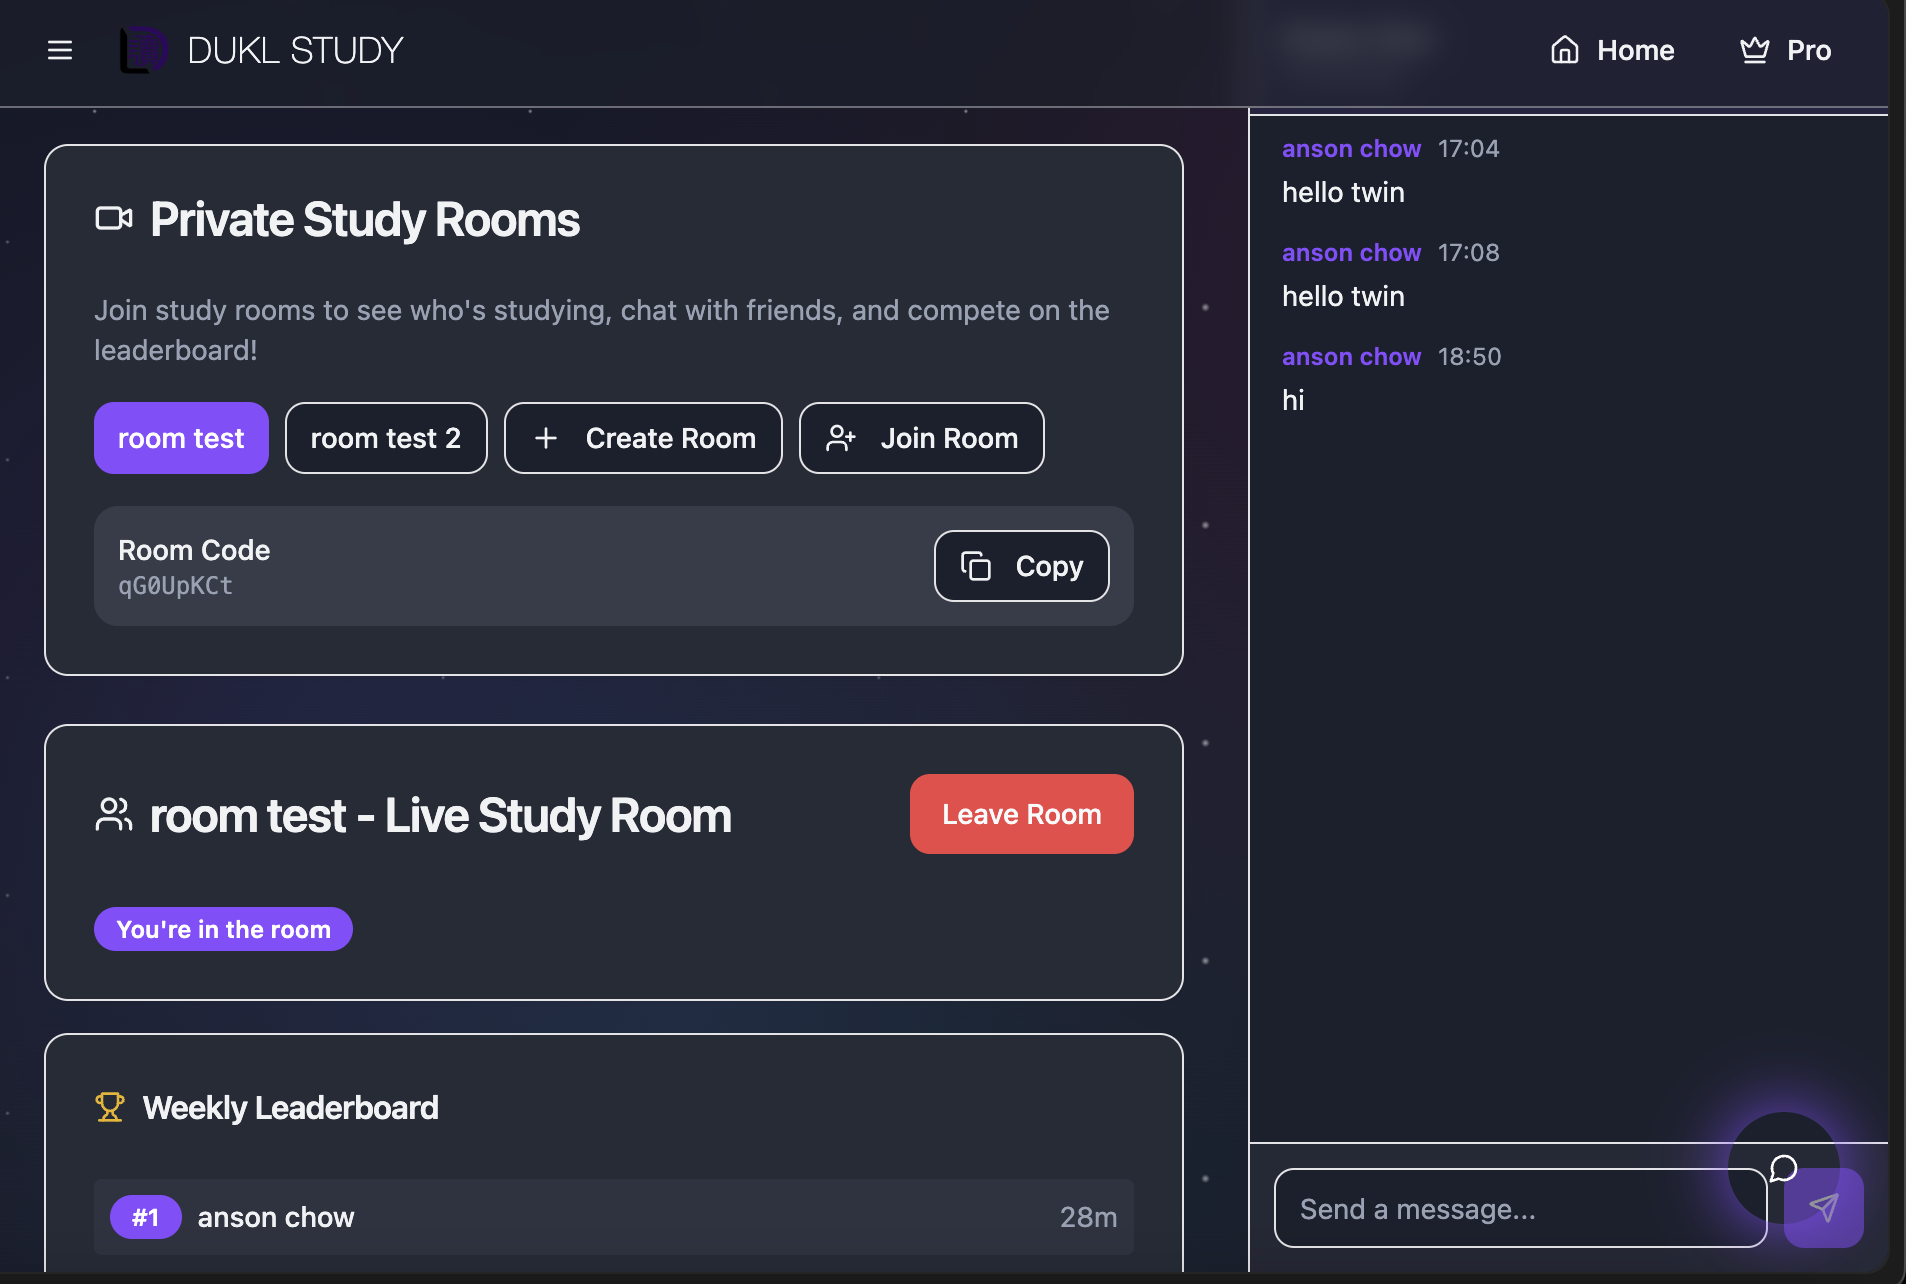 DUKL STUDY
Home
Pro
Private Study Rooms
Join study rooms to see who's studying, chat with friends, and compete on the
leaderboard!
room test
room test 2
Create Room
Join Room
Room Code
qG0UpKCt
Copy
room test - Live Study Room
Leave Room
You're in the room
Weekly Leaderboard
#1
anson chow
28m
anson chow 17:04
hello twin
anson chow 17:08
hello twin
anson chow 18:50
hi
Send a message...